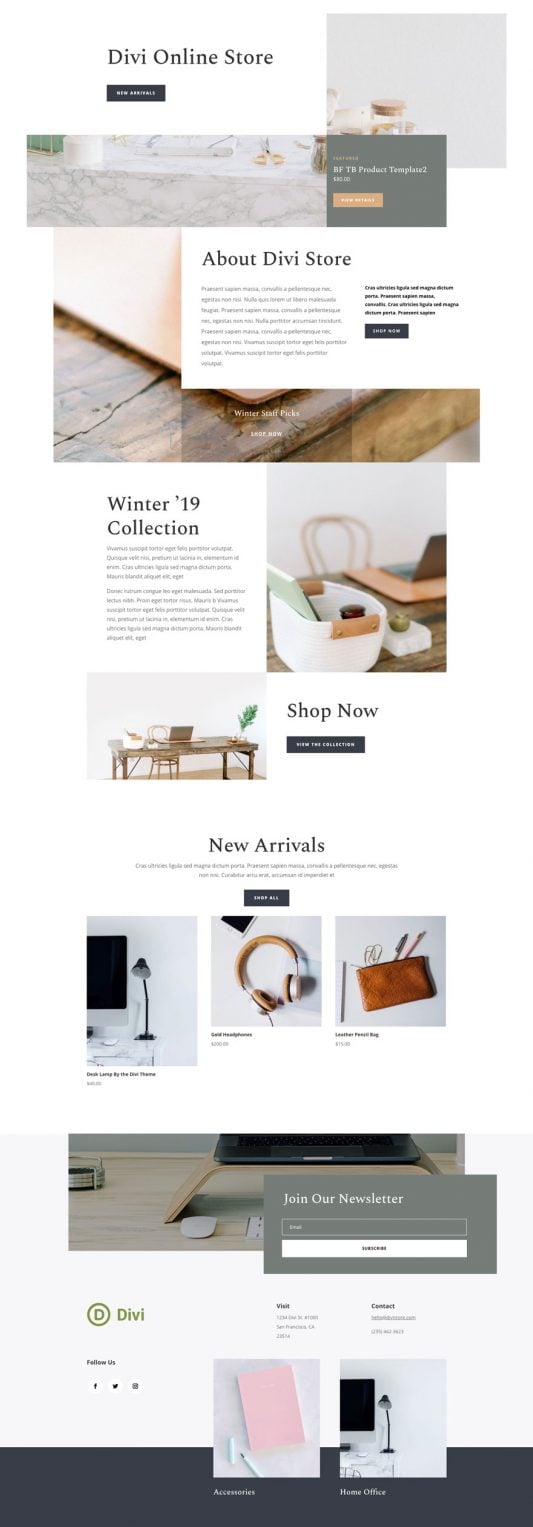 Divi Online Store
NEW ARRIVALS
FEATURED
BF TB Product Template2
$80.00
VIEW DETAILS
About Divi Store
Praesent sapien massa, convallis a pellentesque nec,
egestas non nisi. Nulla quis lorem ut libero malesuada
feugiat. Praesent sapien massa, convallis a pellentesque
nec, egestas non nisi. Nulla porttitor accumsan tincidunt.
Praesent sapien massa, convallis a pellentesque nec,
egestas non nisi. Vivamus suscipit tortor eget felis porttitor
volutpat. Vivamus suscipit tortor eget felis porttitor
volutpat.
Cras ultricies ligula sed magna dictum
porta. Praesent sapien massa,
convallis. Cras ultricies ligula sed magna
dictum porta. Praesent sapien
SHOP NOW
Winter Staff Picks
SHOP NOW
Winter ’19
Collection
Vivamus suscipit tortor eget felis porttitor volutpat.
Quisque velit nisi, pretium ut lacinia in, elementum id
enim. Cras ultricies ligula sed magna dictum porta.
Mauris blandit aliquet elit, eget
Donec rutrum congue leo eget malesuada. Sed porttitor
lectus nibh. Proin eget tortor risus. Mauris b Vivamus
suscipit tortor eget felis porttitor volutpat. Quisque velit
nisi, pretium ut lacinia in, elementum id enim. Cras
ultricies ligula sed magna dictum porta. Mauris blandit
aliquet elit, eget
Shop Now
VIEW THE COLLECTION
New Arrivals
Cras ultricies ligula sed magna dictum porta. Praesent sapien massa, convallis a pellentesque nec, egestas
non nisi. Curabitur arcu erat, accumsan id imperdiet et
SHOP ALL
Desk Lamp By the Divi Theme
$40.00
Gold Headphones
$200.00
Leather Pencil Bag
$15.00
Join Our Newsletter
Email
SUBSCRIBE
D Divi
Visit
1234 Divi St. #1000
San Francisco, CA
23514
Contact
hello@divistore.com
(235) 462-3623
Follow Us
Accessories
Home Office